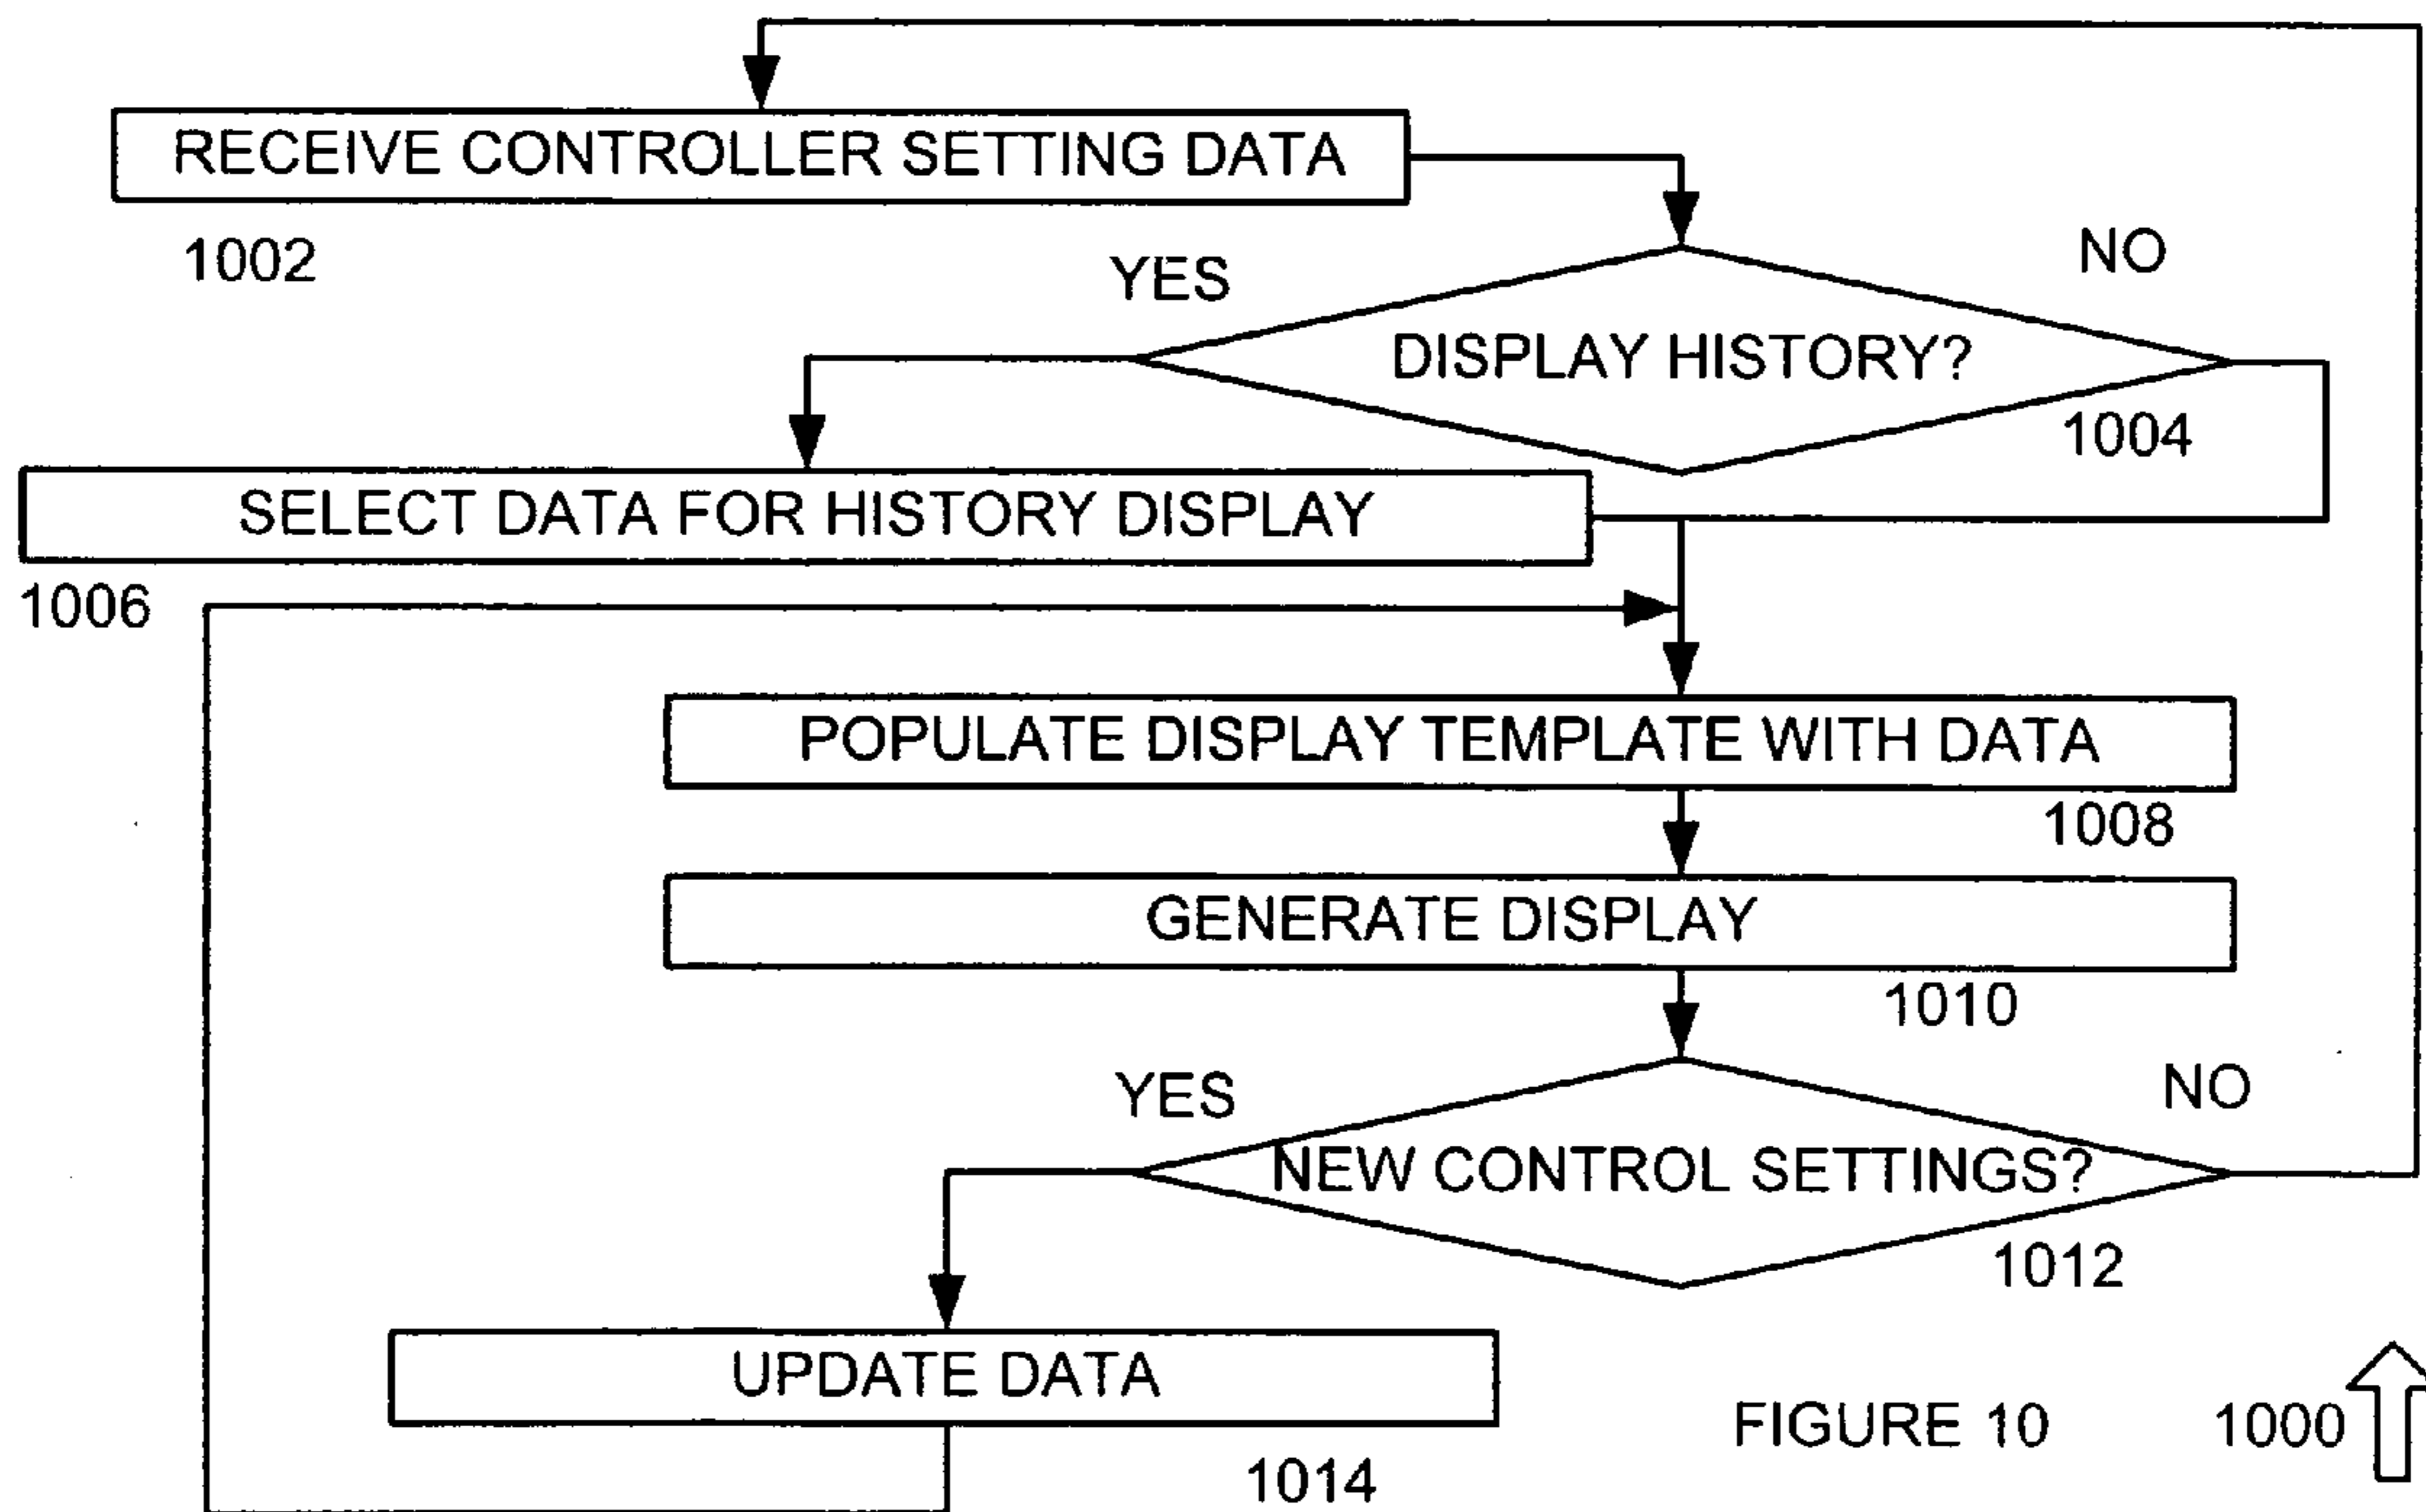 RECEIVE CONTROLLER SETTING DATA
1002
YES
NO
DISPLAY HISTORY?
1004
SELECT DATA FOR HISTORY DISPLAY
1006
POPULATE DISPLAY TEMPLATE WITH DATA
1008
GENERATE DISPLAY
1010
YES
NO
NEW CONTROL SETTINGS?
1012
UPDATE DATA
1014
FIGURE 10
1000